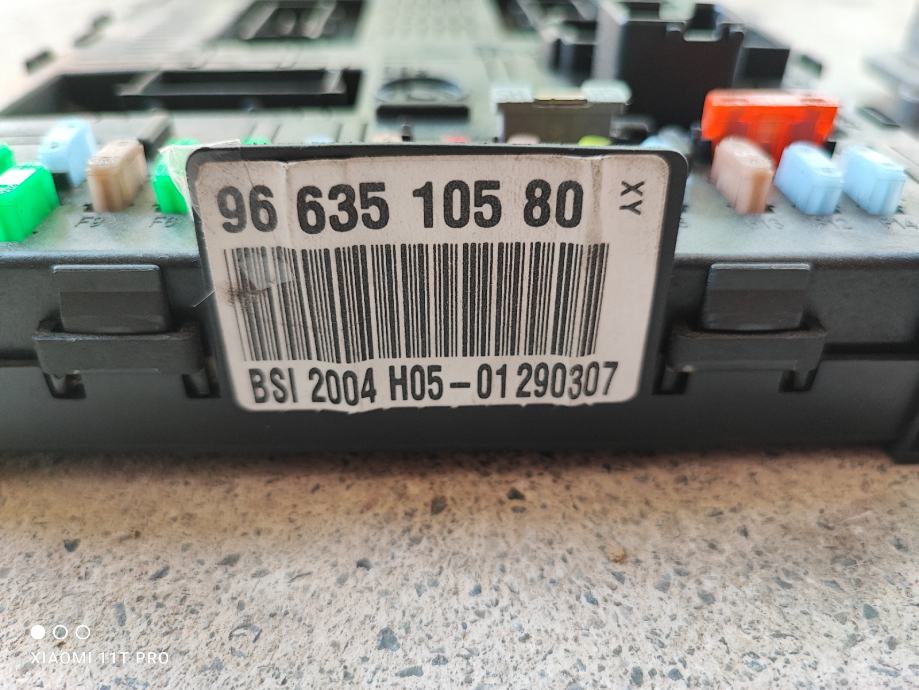 96 635 105 80
XY
BSI 2004 H05-01290307
XIAOMI 11T PRO